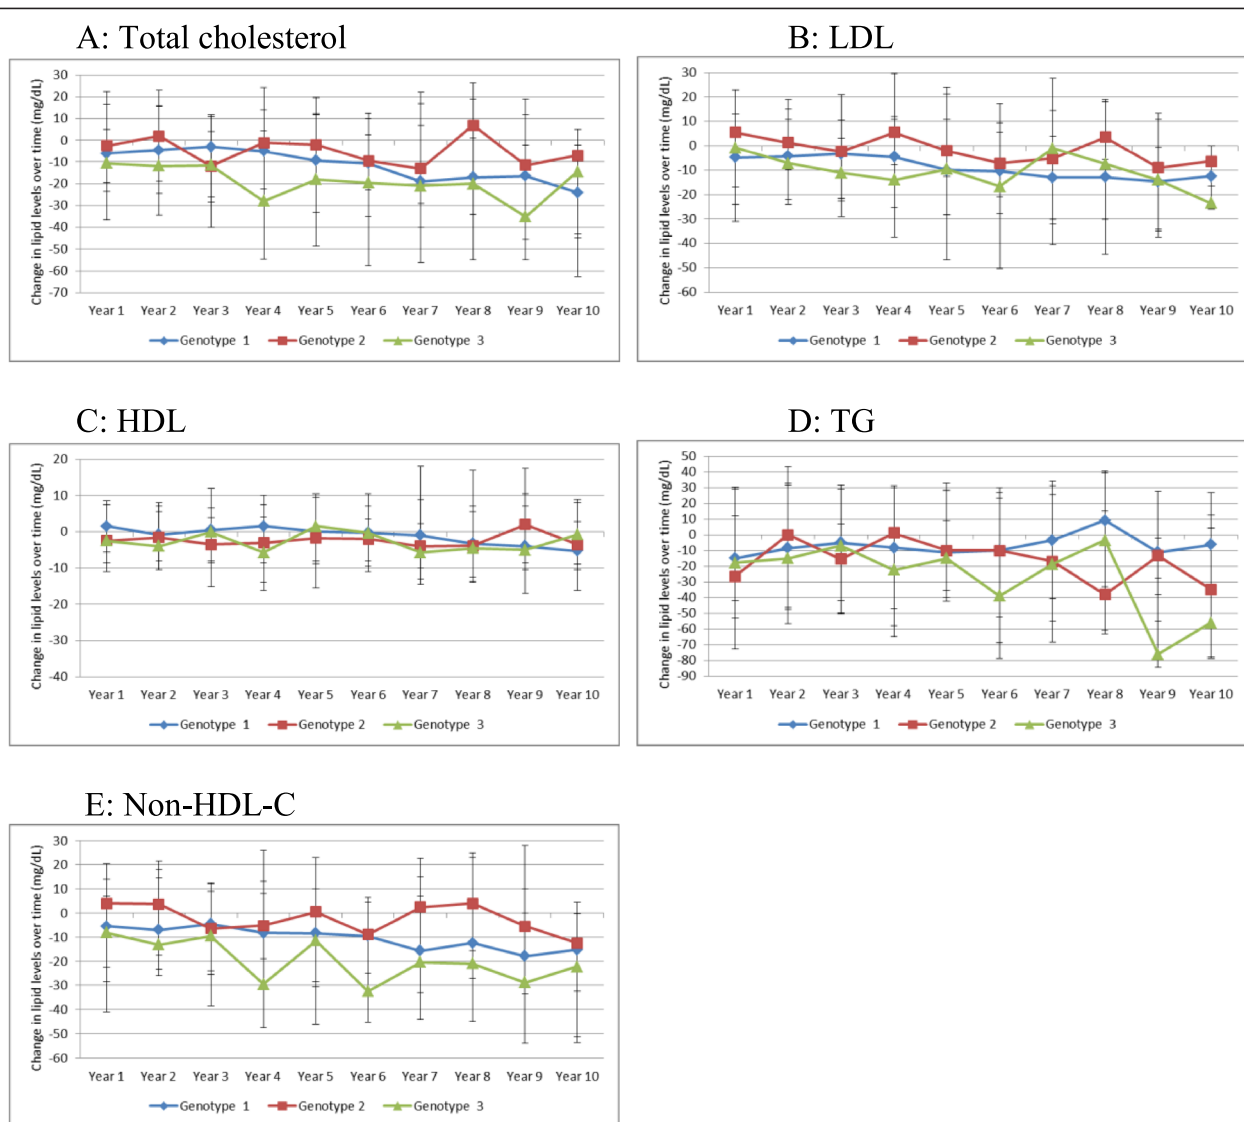 A: Total cholesterol
Change in lipid levels over time (mg/dL)
30
20
10
0
-10
-20
-30
-40
-50
-60
-70
Year 1 Year 2 Year 3 Year 4 Year 5 Year 6 Year 7 Year 8 Year 9 Year 10
Genotype 1 Genotype 2 Genotype 3
B: LDL
Change in lipid levels over time (mg/dL)
30
20
10
0
-10
-20
-30
-40
-50
-60
Year 1 Year 2 Year 3 Year 4 Year 5 Year 6 Year 7 Year 8 Year 9 Year 10
Genotype 1 Genotype 2 Genotype 3
C: HDL
Change in lipid levels over time (mg/dL)
20
10
0
-10
-20
-30
-40
Year 1 Year 2 Year 3 Year 4 Year 5 Year 6 Year 7 Year 8 Year 9 Year 10
Genotype 1 Genotype 2 Genotype 3
D: TG
Change in lipid levels over time (mg/dL)
50
40
30
20
10
0
-10
-20
-30
-40
-50
-60
-70
-80
-90
Year 1 Year 2 Year 3 Year 4 Year 5 Year 6 Year 7 Year 8 Year 9 Year 10
Genotype 1 Genotype 2 Genotype 3
E: Non-HDL-C
Change in lipid levels over time (mg/dL)
30
20
10
0
-10
-20
-30
-40
-50
-60
Year 1 Year 2 Year 3 Year 4 Year 5 Year 6 Year 7 Year 8 Year 9 Year 10
Genotype 1 Genotype 2 Genotype 3